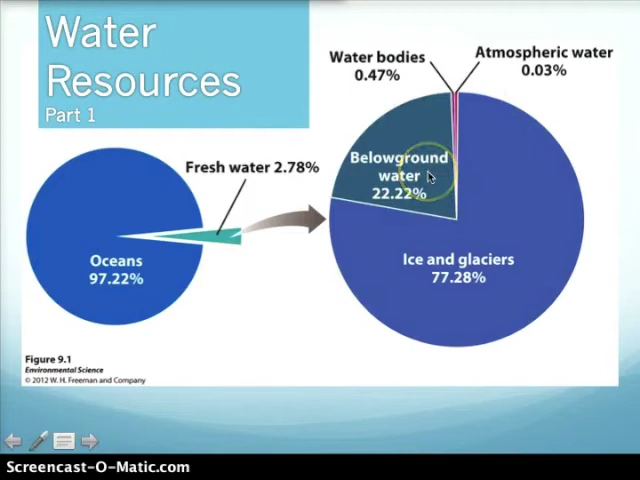 Water
Resources
Part 1
Water bodies
0.47%
Atmospheric water
0.03%
Fresh water 2.78%
Belowground
water
22.22%
Oceans
97.22%
Ice and glaciers
77.28%
Figure 9.1
Environmental Science
© 2012 W. H. Freeman and Company
Screencast-O-Matic.com